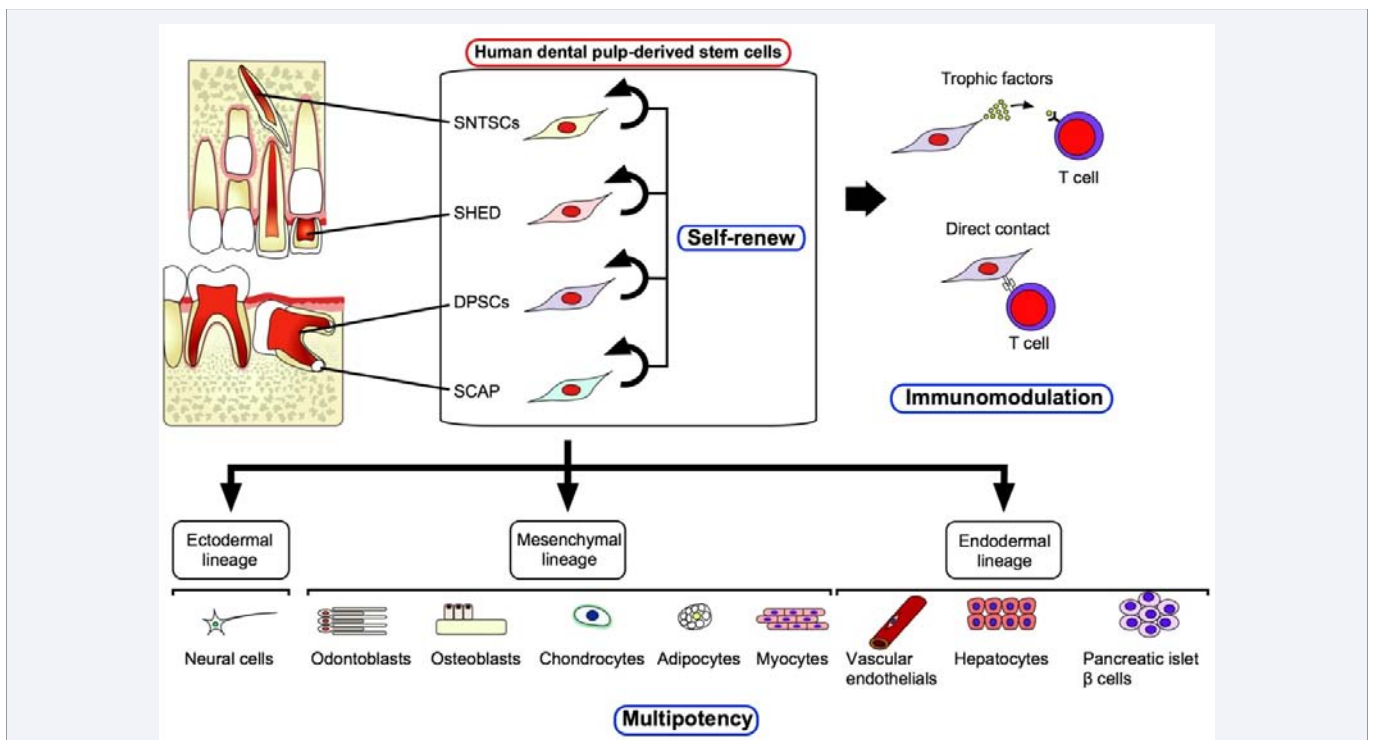 Human dental pulp-derived stem cells
SNTSCs
SHED
DPSCs
SCAP
Self-renew
Trophic factors
T cell
Direct contact
T cell
Immunomodulation
Ectodermal
lineage
Mesenchymal
lineage
Endodermal
lineage
Neural cells
Odontoblasts
Osteoblasts
Chondrocytes
Adipocytes
Myocytes
Vascular
endothelials
Hepatocytes
Pancreatic islet
β cells
Multipotency